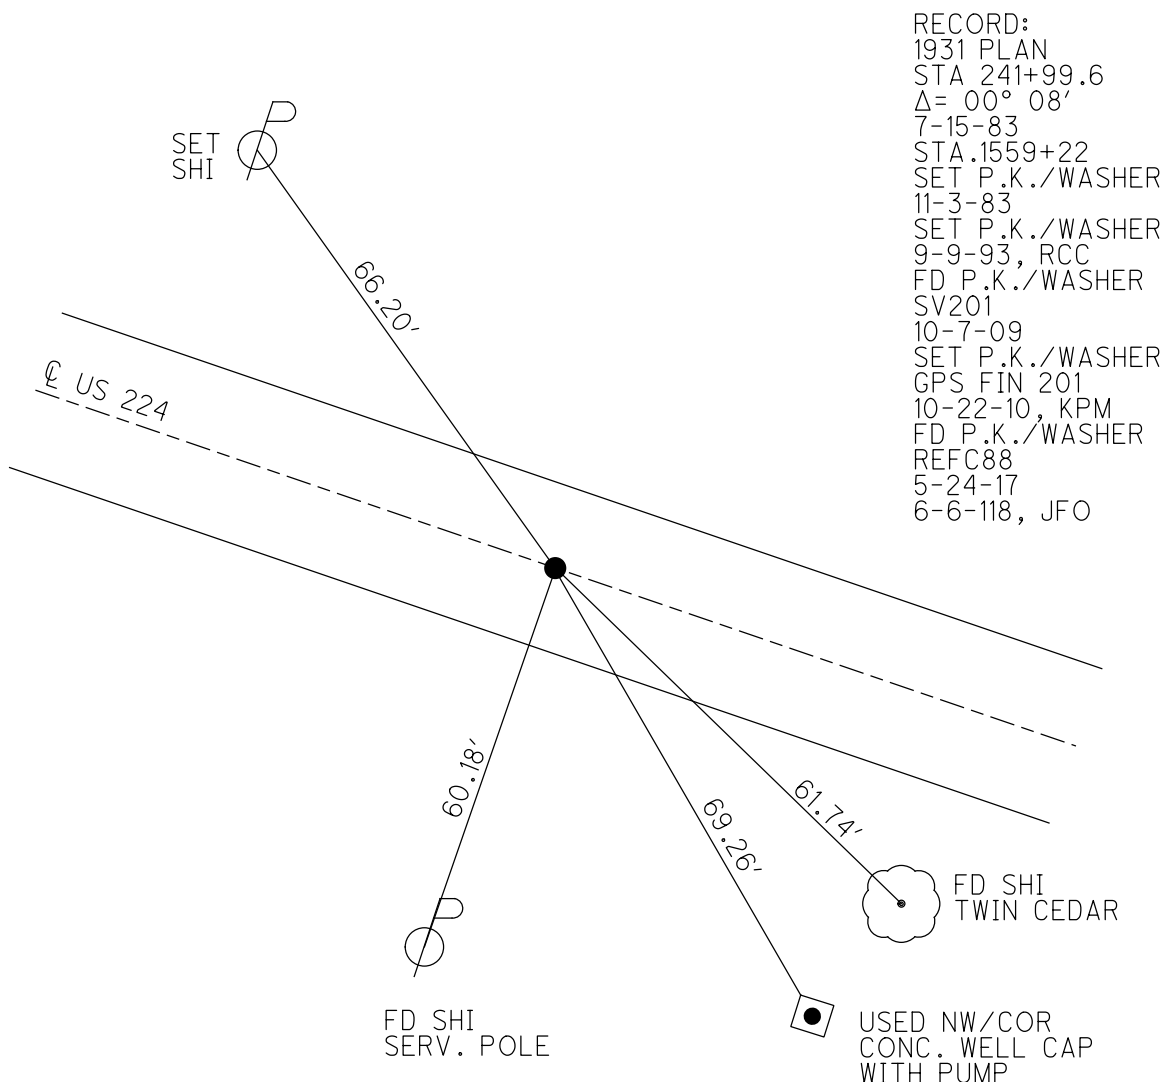 RECORD:
1931 PLAN
STA 241+99.6
Δ= 00° 08'
7-15-83
STA.1559+22
SET P.K./WASHER
11-3-83
SET P.K./WASHER
9-9-93, RCC
FD P.K./WASHER
SV201
10-7-09
SET P.K./WASHER
GPS FIN 201
10-22-10, KPM
FD P.K./WASHER
REFC88
5-24-17
6-6-118, JFO
SET
SHI
66.20'
℄ US 224
60.18'
69.26'
61.74'
FD SHI
TWIN CEDAR
FD SHI
SERV. POLE
USED NW/COR
CONC. WELL CAP
WITH PUMP